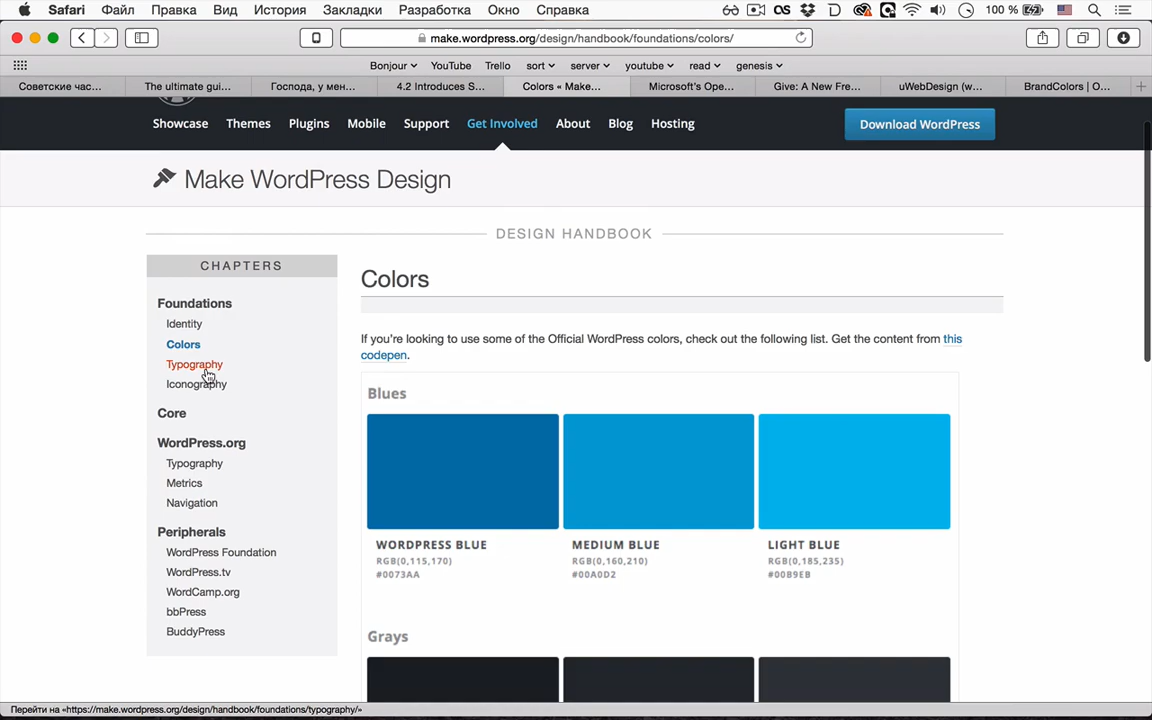 Safari Файл Правка Вид История Закладки Разработка Окно Справка 100 %
make.wordpress.org/design/handbook/foundations/colors/
Bonjour YouTube Trello sort server youtube read genesis
Советские час... The ultimate gui... Господа, у мен... 4.2 Introduces S... Colors « Make... Microsoft's Ope... Give: A New Fre... uWebDesign (w... BrandColors | O...
Showcase Themes Plugins Mobile Support Get Involved About Blog Hosting Download WordPress
Make WordPress Design
DESIGN HANDBOOK
CHAPTERS
Foundations
Identity
Colors
Typography
Iconography
Core
WordPress.org
Typography
Metrics
Navigation
Peripherals
WordPress Foundation
WordPress.tv
WordCamp.org
bbPress
BuddyPress
Colors
If you're looking to use some of the Official WordPress colors, check out the following list. Get the content from this
codepen.
Blues
WORDPRESS BLUE MEDIUM BLUE LIGHT BLUE
RGB(0,115,170) RGB(0,160,210) RGB(0,185,235)
#0073AA #00A0D2 #00B9EB
Grays
Перейти на «https://make.wordpress.org/design/handbook/foundations/typography/»